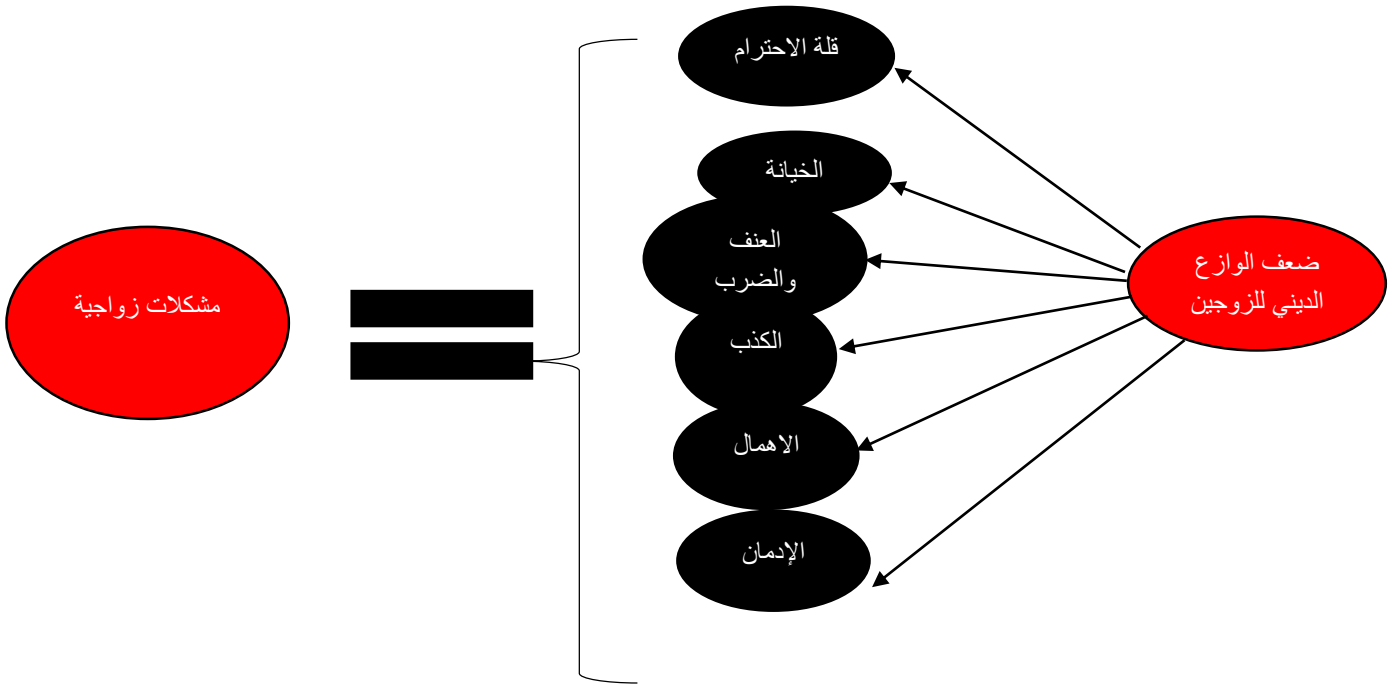 ضعف الوازع
الديني للزوجين
قلة الاحترام
الخيانة
العنف
والضرب
الكذب
الاهمال
الإدمان
مشكلات زواجية